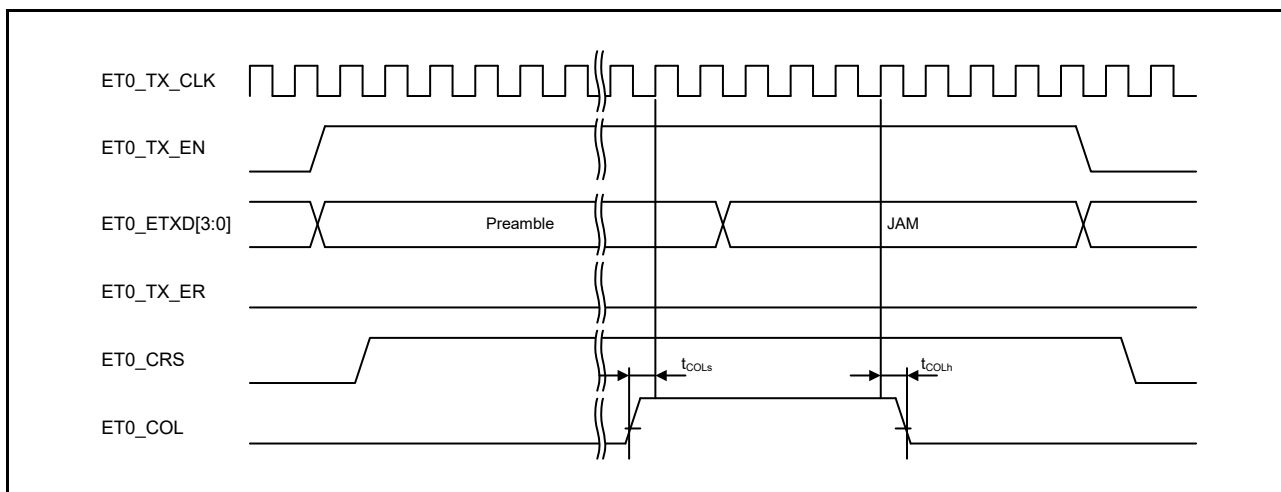 ET0_TX_CLK
ET0_TX_EN
ET0_ETXD[3:0]
Preamble
JAM
ET0_TX_ER
ET0_CRS
tCOLs
tCOLh
ET0_COL